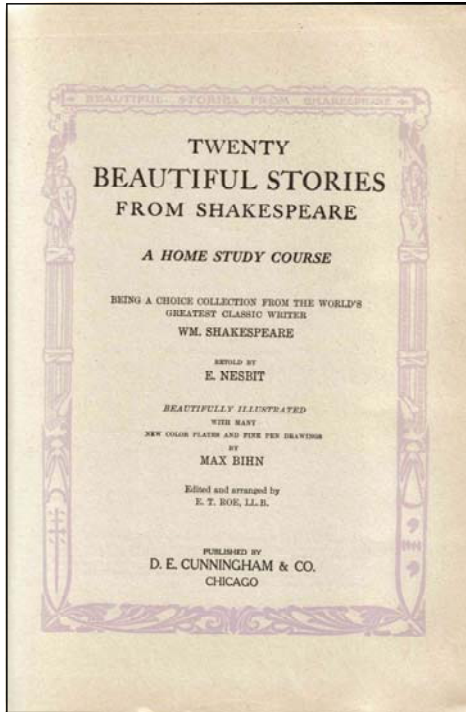 BEAUTIFUL STORIES FROM SHAKESPEARE
TWENTY
BEAUTIFUL STORIES
FROM SHAKESPEARE
A HOME STUDY COURSE
BEING A CHOICE COLLECTION FROM THE WORLD'S
GREATEST CLASSIC WRITER
WM. SHAKESPEARE
RETOLD BY
E. NESBIT
BEAUTIFULLY ILLUSTRATED
WITH MANY
NEW COLOR PLATES AND FINE PEN DRAWINGS
BY
MAX BIHN
Edited and arranged by
E. T. ROE, LL.B.
PUBLISHED BY
D. E. CUNNINGHAM & CO.
CHICAGO